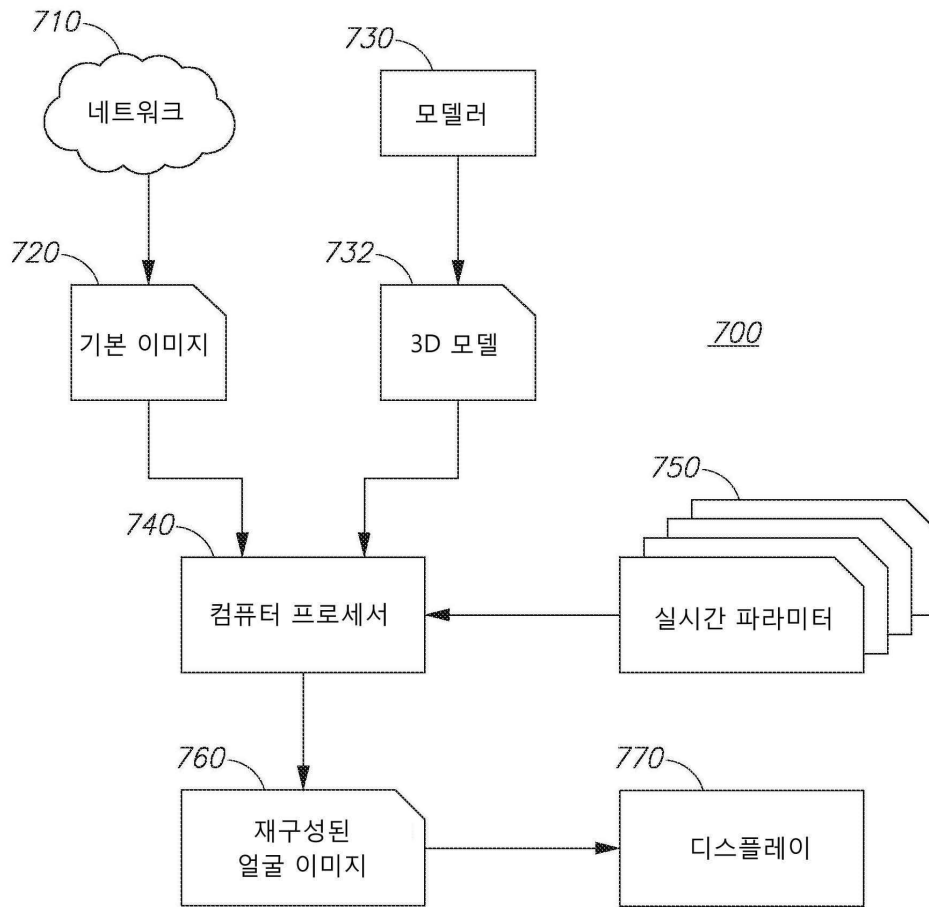 710
네트워크
730
모델러
720
기본 이미지
732
3D 모델
700
740
컴퓨터 프로세서
750
실시간 파라미터
760
재구성된
얼굴 이미지
770
디스플레이